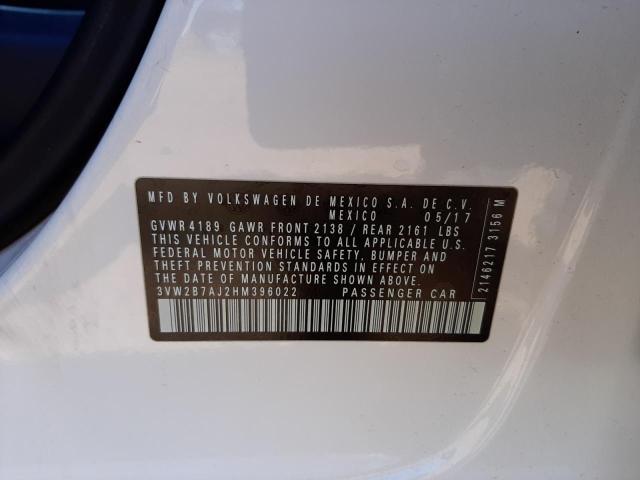 MFD BY VOLKSWAGEN DE MEXICO S.A. DE C.V.
MEXICO 05/17
GVWR 4189 GAWR FRONT 2138 / REAR 2161 LBS
THIS VEHICLE CONFORMS TO ALL APPLICABLE U.S.
FEDERAL MOTOR VEHICLE SAFETY, BUMPER AND
THEFT PREVENTION STANDARDS IN EFFECT ON
THE DATE OF MANUFACTURE SHOWN ABOVE.
3VW2B7AJ2HM396022 PASSENGER CAR
2146217 3156 M